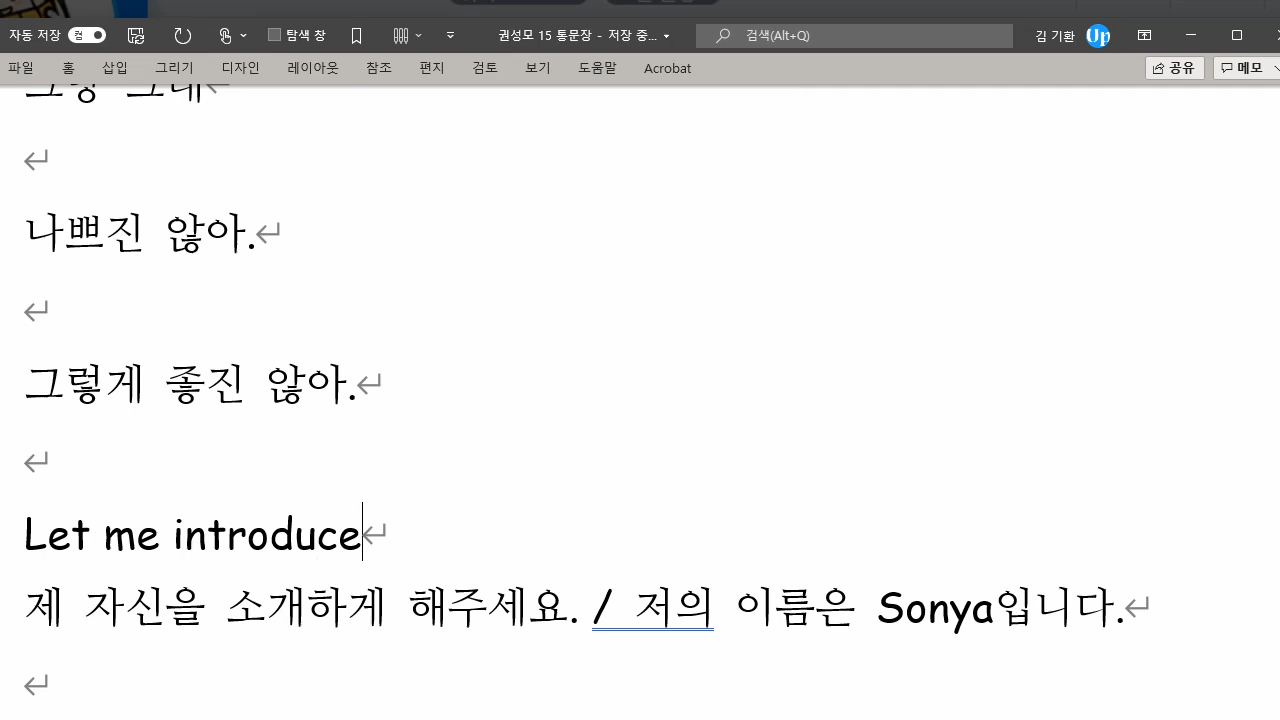 자동 저장 컴 탐색 창 권성모 15 통문장 - 저장 중... 검색(Alt+Q) 김 기환 Up
파일 홈 삽입 그리기 디자인 레이아웃 참조 편지 검토 보기 도움말 Acrobat 공유 메모
나쁘진 않아.
그렇게 좋진 않아.
Let me introduce
제 자신을 소개하게 해주세요. / 저의 이름은 Sonya입니다.